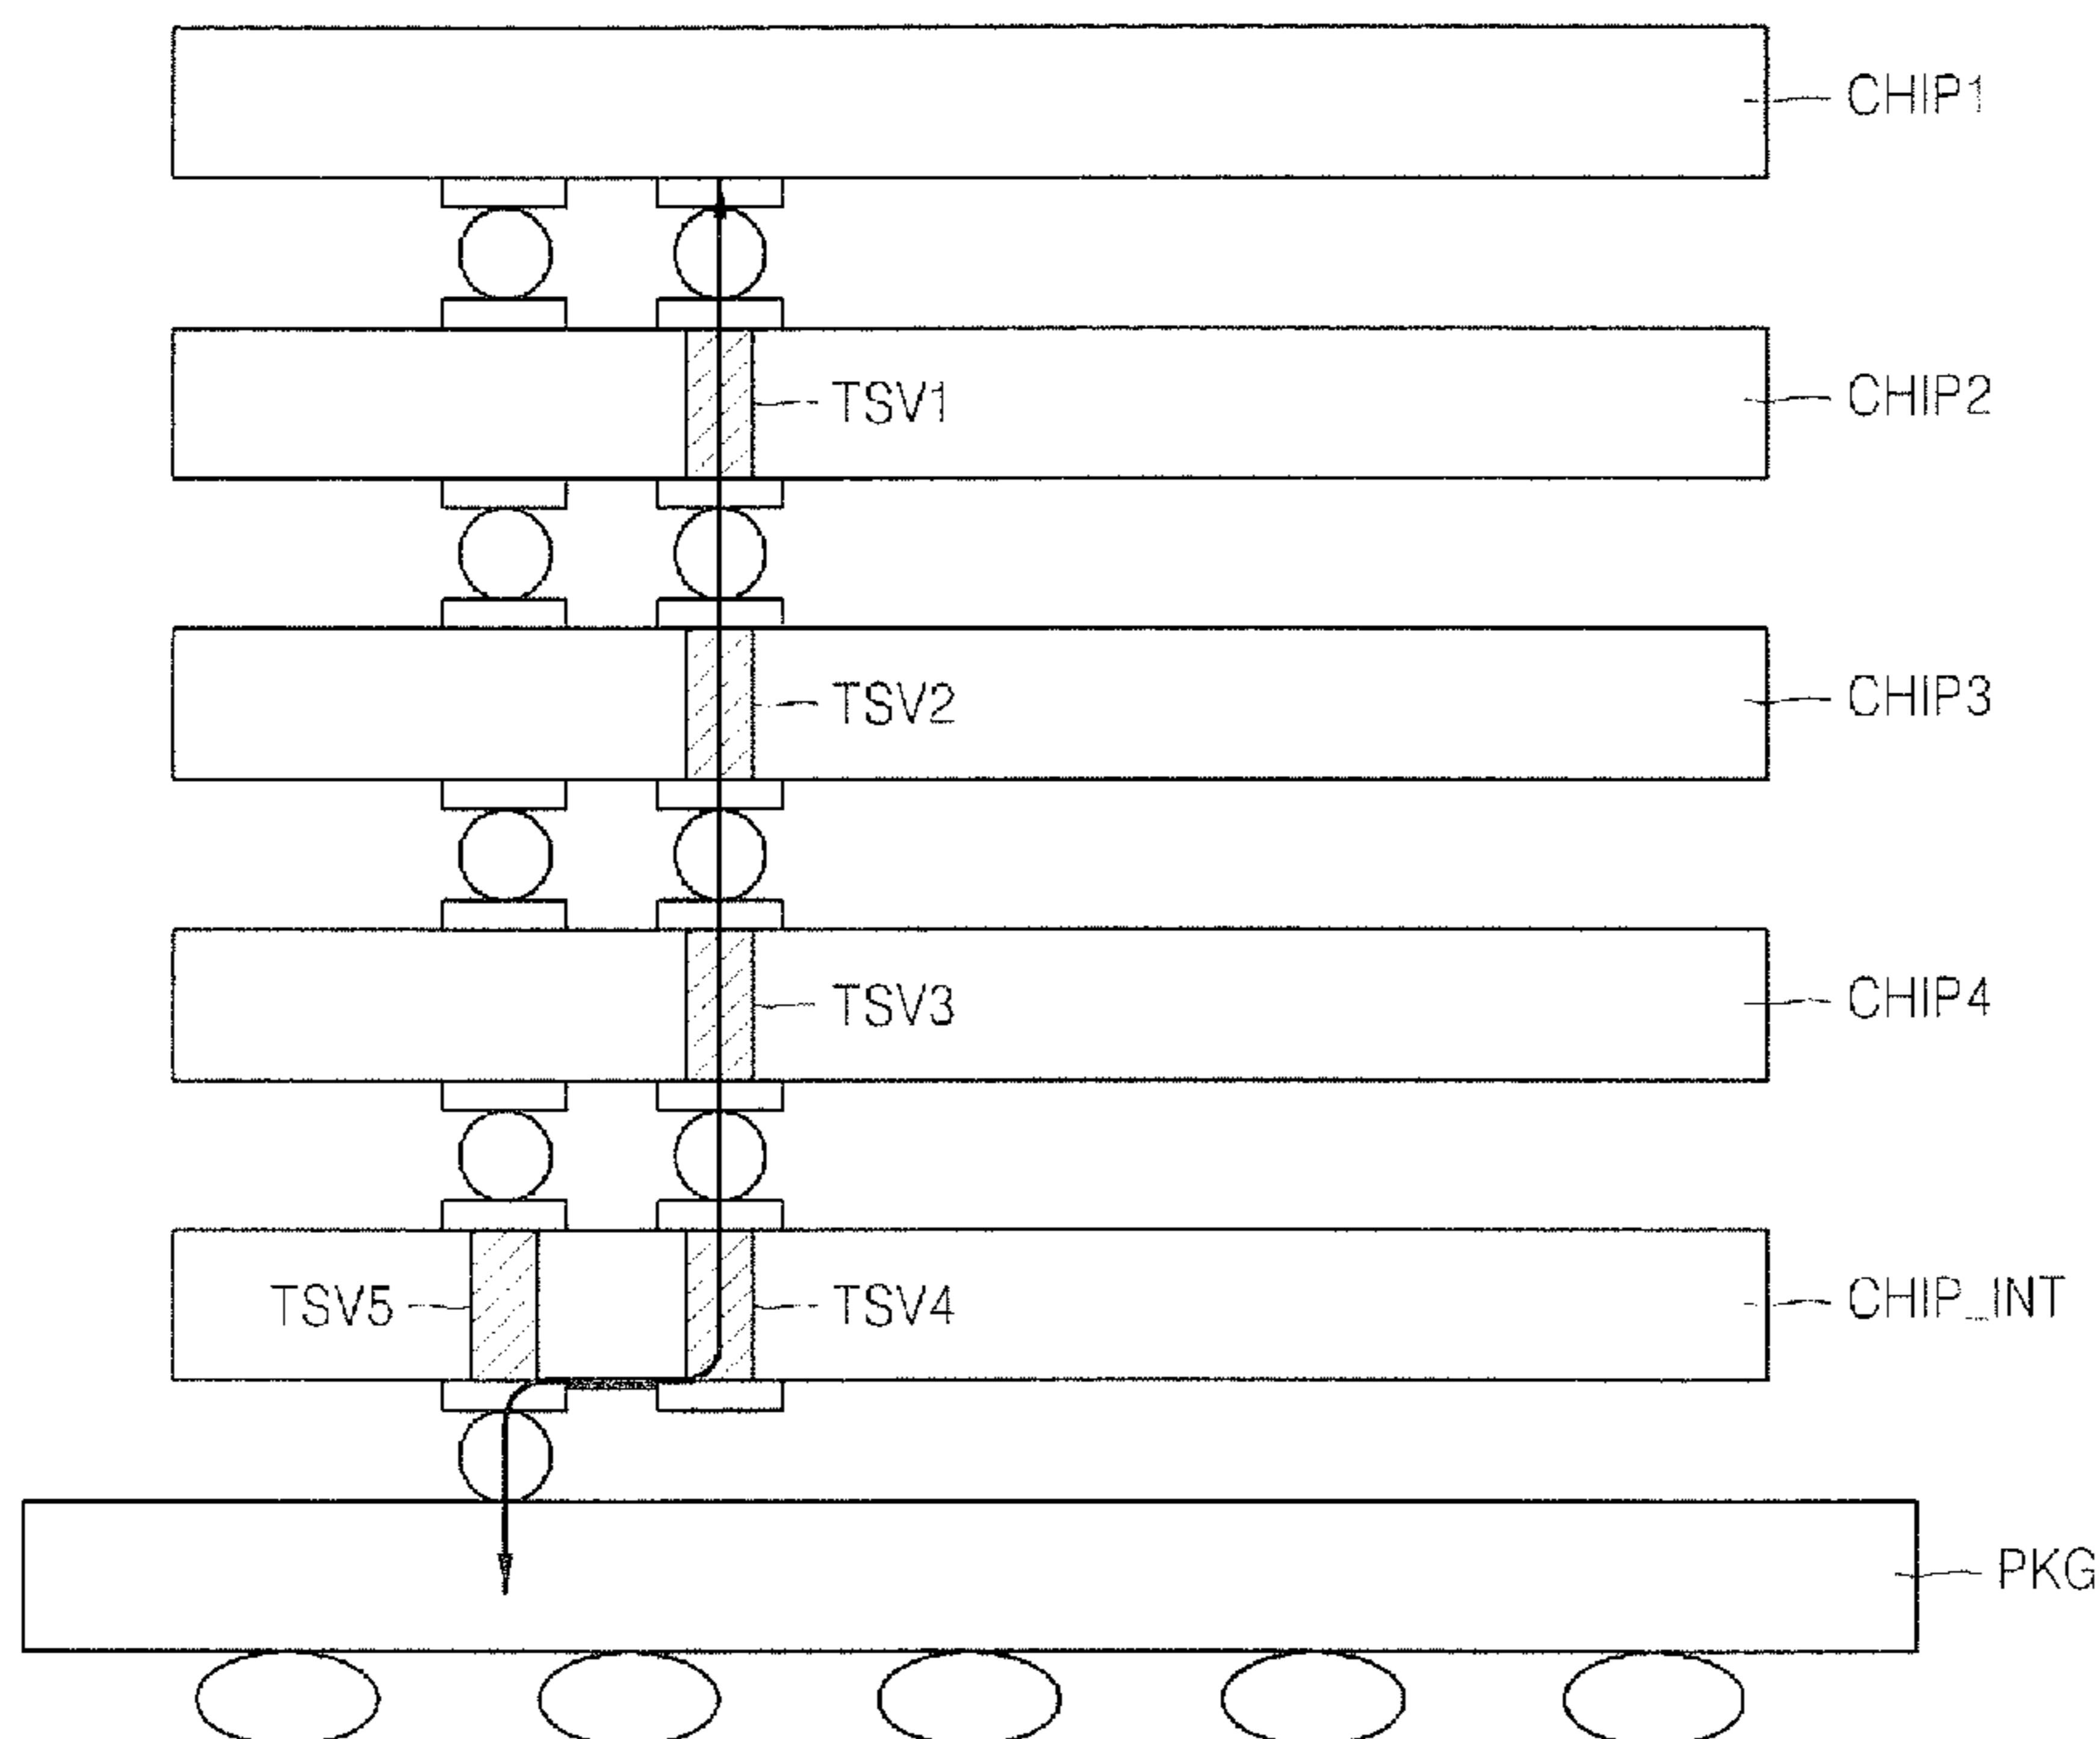 CHIP1
TSV1 CHIP2
TSV2 CHIP3
TSV3 CHIP4
TSV5 TSV4 CHIP_INT
PKG